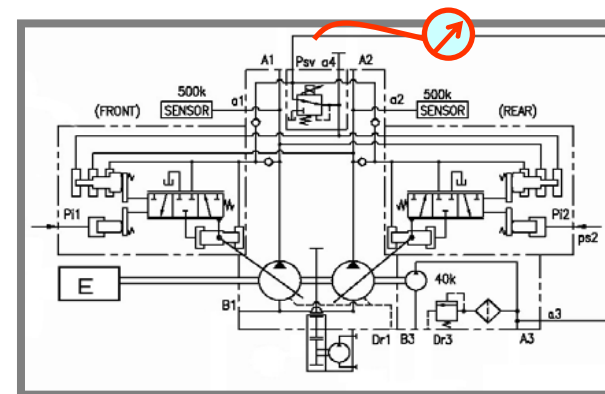 A1 Psv a4 A2
500k 500k
a1 SENSOR a2 SENSOR
(FRONT) (REAR)
Pi1 Pi2
ps2
E 40k
B1 a3
Dr1 B3 Dr3 A3